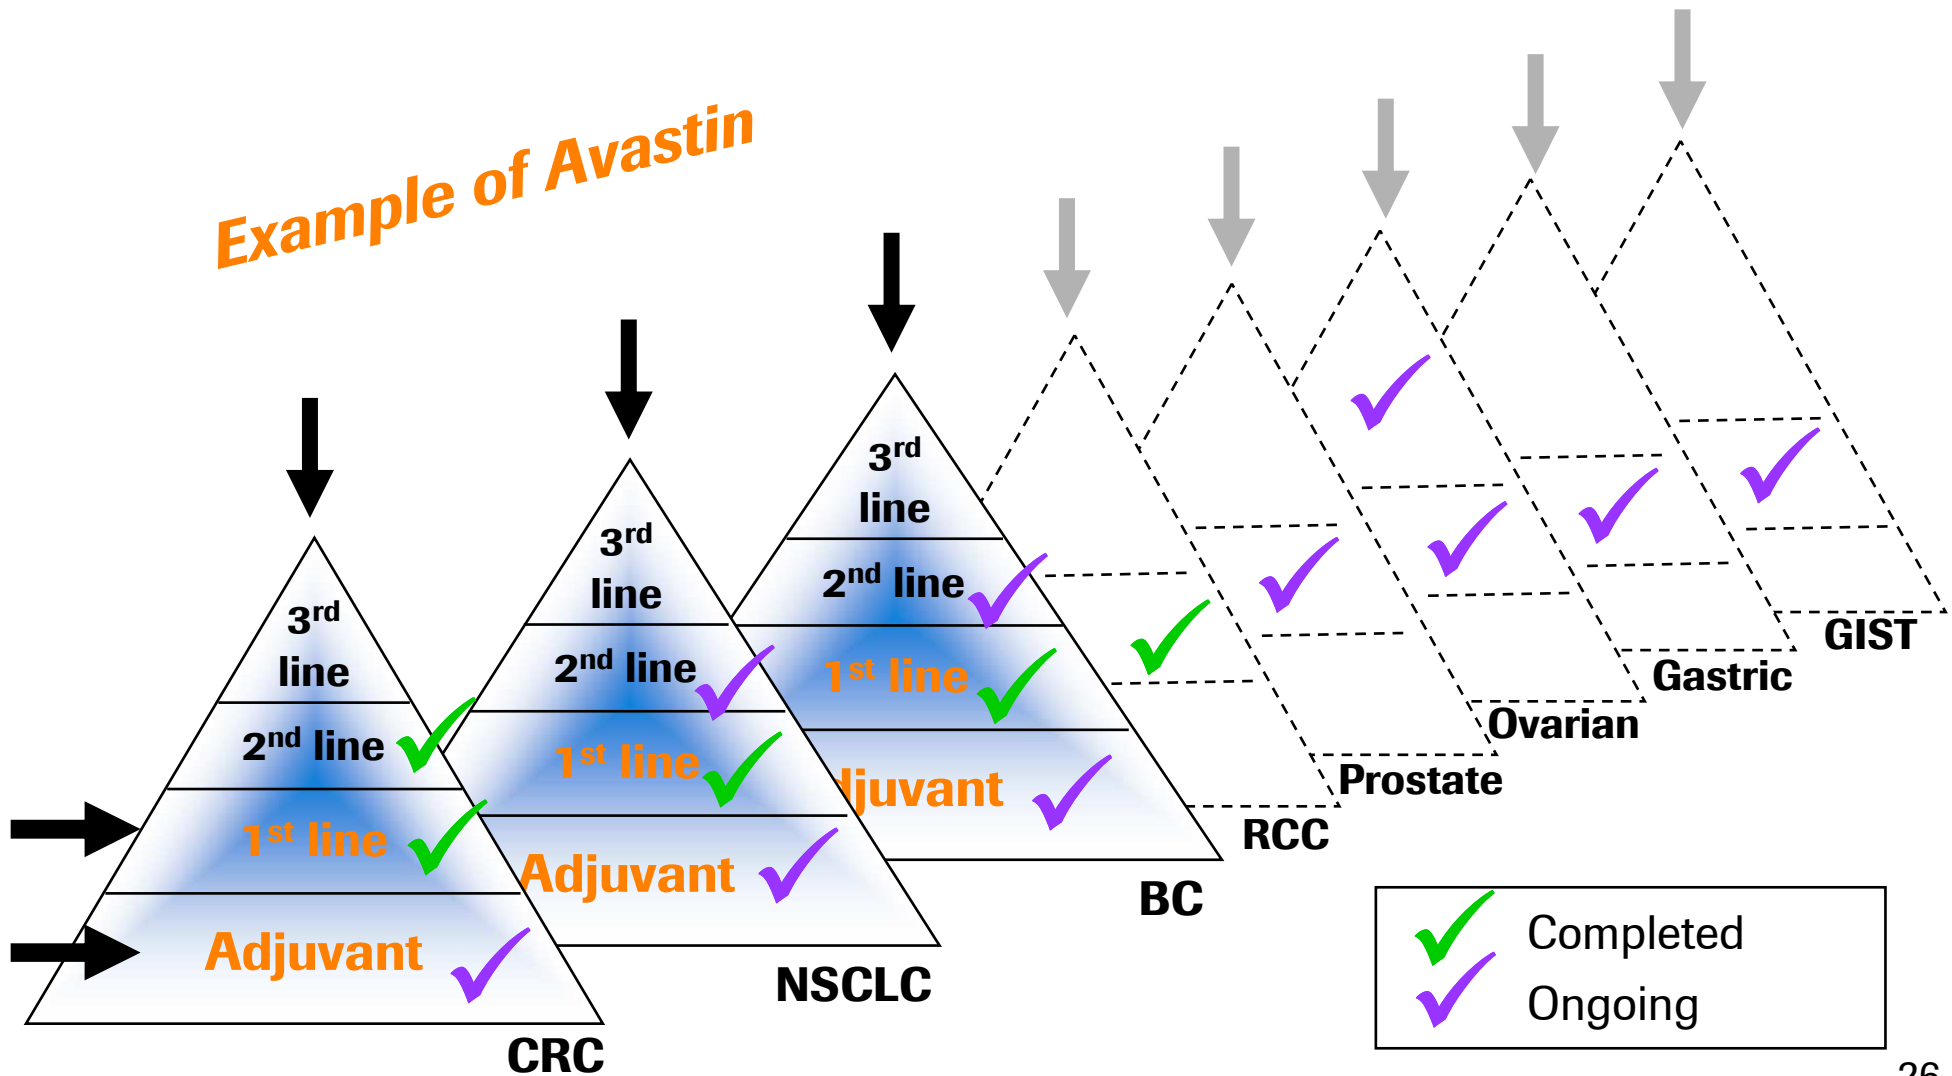 Example of Avastin
3rd
line
2nd line
1st line
Adjuvant
CRC
3rd
line
2nd line
1st line
Adjuvant
NSCLC
3rd
line
2nd line
1st line
djuvant
BC
RCC
Prostate
Ovarian
Gastric
GIST
Completed
Ongoing
26